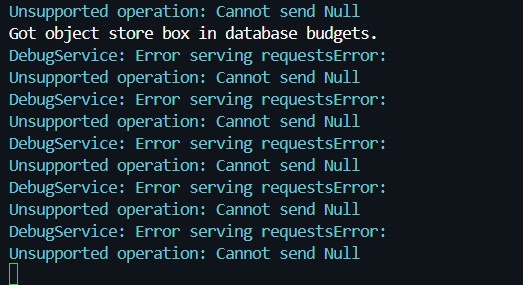 Unsupported operation: Cannot send Null
Got object store box in database budgets.
DebugService: Error serving requestsError:
Unsupported operation: Cannot send Null
DebugService: Error serving requestsError:
Unsupported operation: Cannot send Null
DebugService: Error serving requestsError:
Unsupported operation: Cannot send Null
DebugService: Error serving requestsError:
Unsupported operation: Cannot send Null
DebugService: Error serving requestsError:
Unsupported operation: Cannot send Null